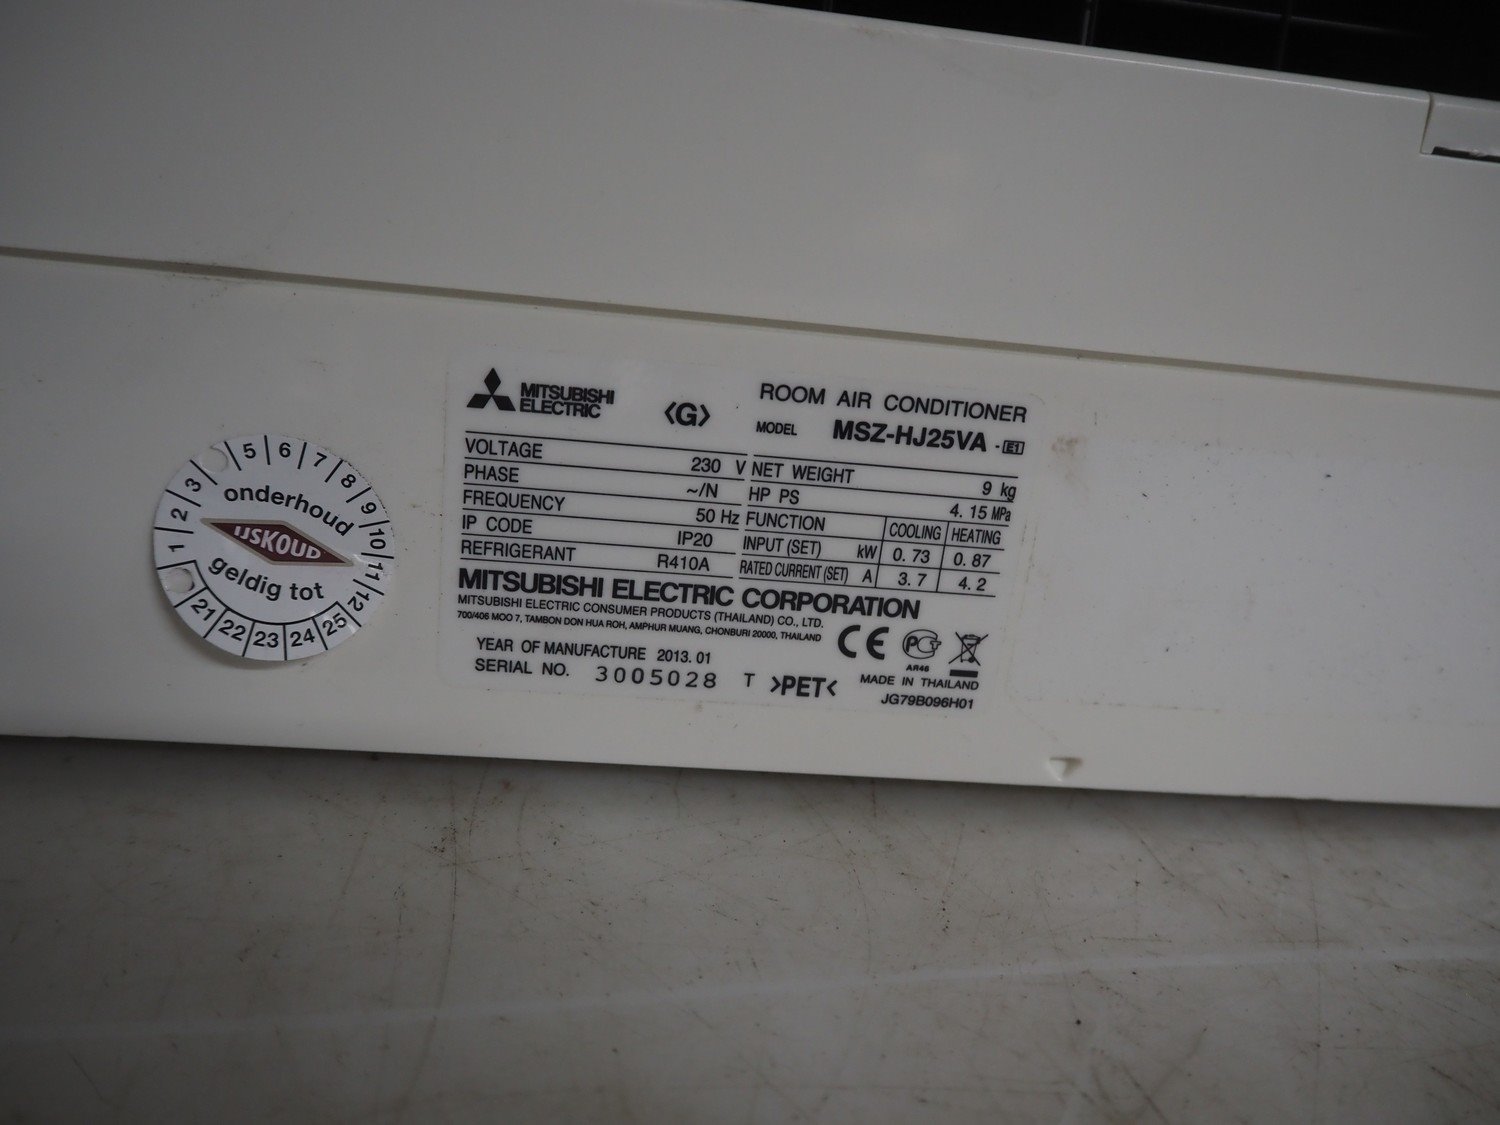 MITSUBISHI
ELECTRIC
<G>
ROOM AIR CONDITIONER
MODEL MSZ-HJ25VA - E1
VOLTAGE 230 V
PHASE ~/N
FREQUENCY 50 Hz
IP CODE IP20
REFRIGERANT R410A
NET WEIGHT 9 kg
HP PS 4.15 MPa
FUNCTION COOLING HEATING
INPUT (SET) kW 0.73 0.87
RATED CURRENT (SET) A 3.7 4.2
MITSUBISHI ELECTRIC CORPORATION
MITSUBISHI ELECTRIC CONSUMER PRODUCTS (THAILAND) CO., LTD.
700/406 MOO 7, TAMBON DON HUA ROH, AMPHUR MUANG, CHONBURI 20000, THAILAND
CE
PCT
AR46
YEAR OF MANUFACTURE 2013.01
SERIAL NO. 3005028 T >PET<
MADE IN THAILAND
JG79B096H01
1 2 3 5 6 7 8 9 10 11 12
onderhoud
IJSKOUD
geldig tot
21 22 23 24 25